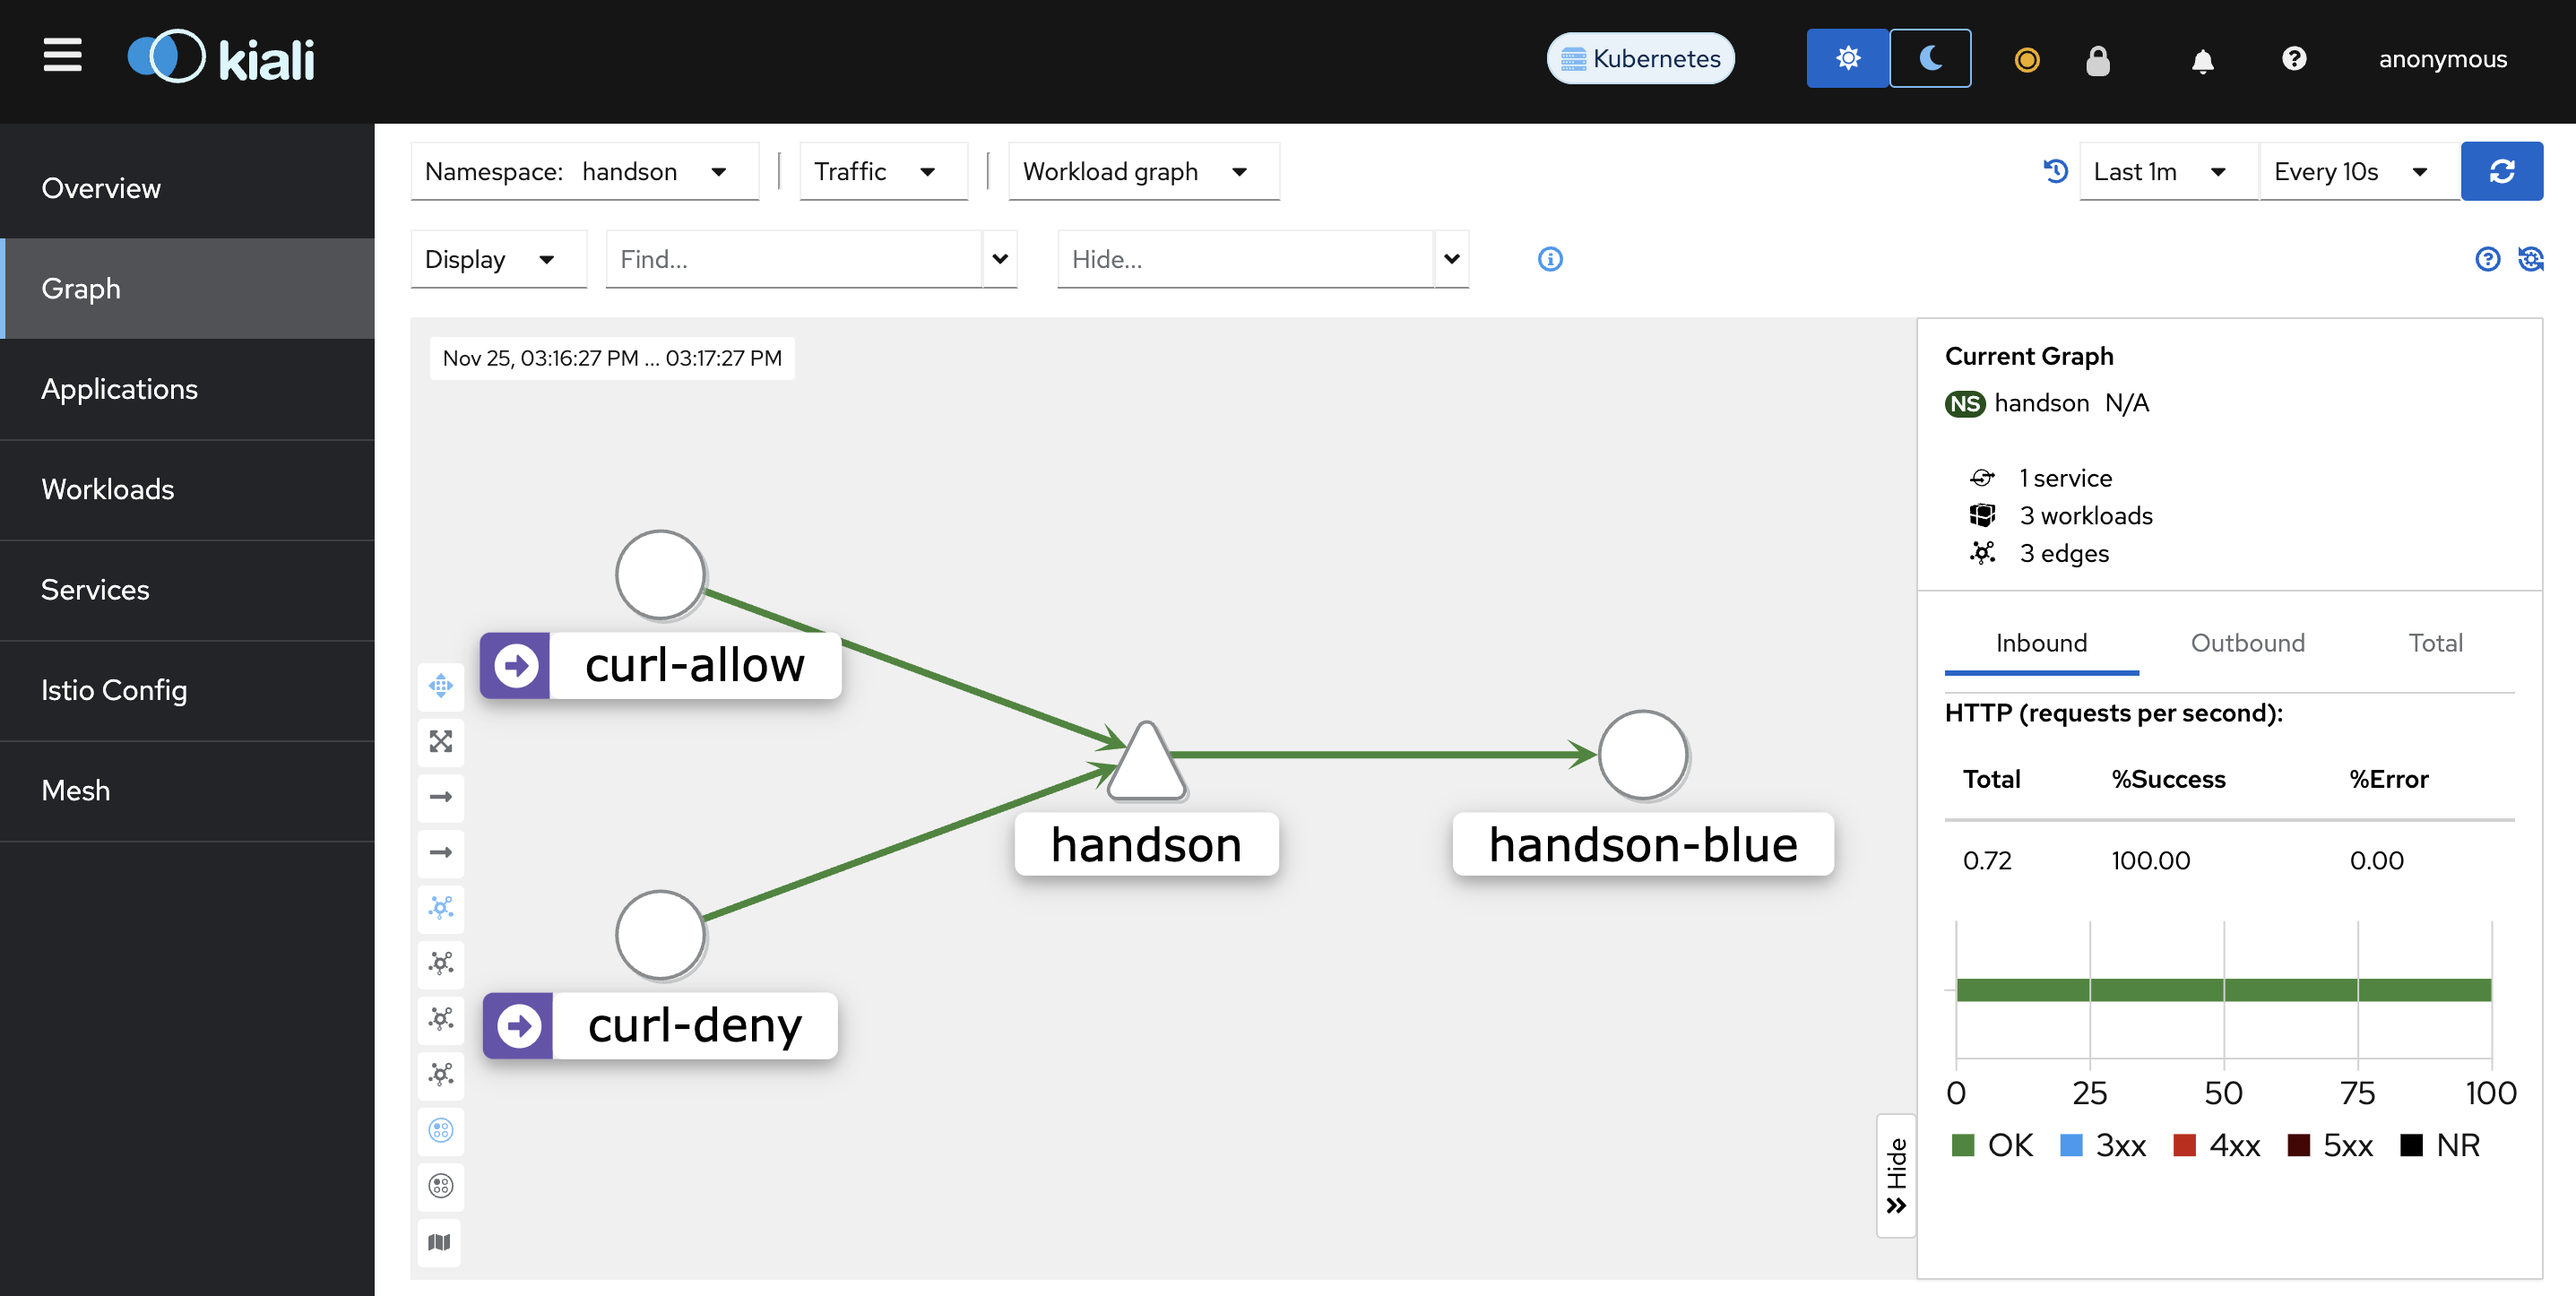 kiali
Kubernetes
anonymous
Overview
Graph
Applications
Workloads
Services
Istio Config
Mesh
Namespace: handson
Traffic
Workload graph
Last 1m
Every 10s
Display
Find...
Hide...
Nov 25, 03:16:27 PM ... 03:17:27 PM
curl-allow
handson
handson-blue
curl-deny
Hide
Current Graph
NS handson N/A
1 service
3 workloads
3 edges
Inbound Outbound Total
HTTP (requests per second):
Total %Success %Error
0.72 100.00 0.00
0 25 50 75 100
OK 3xx 4xx 5xx NR